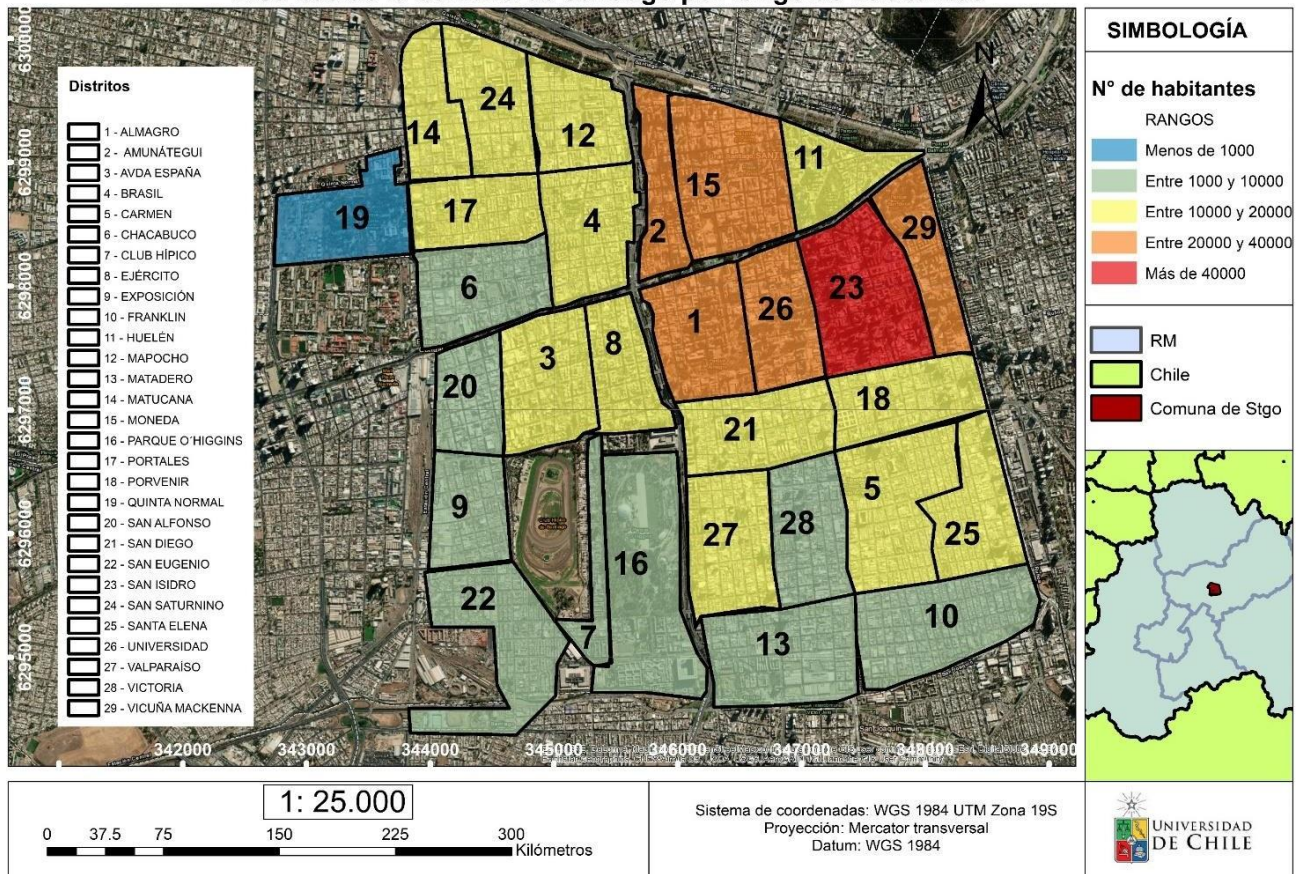 Distritos
1 - ALMAGRO
2 - AMUNÁTEGUI
3 - AVDA ESPAÑA
4 - BRASIL
5 - CARMEN
6 - CHACABUCO
7 - CLUB HÍPICO
8 - EJÉRCITO
9 - EXPOSICIÓN
10 - FRANKLIN
11 - HUELÉN
12 - MAPOCHO
13 - MATADERO
14 - MATUCANA
15 - MONEDA
16 - PARQUE O´HIGGINS
17 - PORTALES
18 - PORVENIR
19 - QUINTA NORMAL
20 - SAN ALFONSO
21 - SAN DIEGO
22 - SAN EUGENIO
23 - SAN ISIDRO
24 - SAN SATURNINO
25 - SANTA ELENA
26 - UNIVERSIDAD
27 - VALPARAÍSO
28 - VICTORIA
29 - VICUÑA MACKENNA
6300000
6299000
6298000
6297000
6296000
6295000
342000
343000
344000
345000
346000
347000
348000
349000
N
14
24
12
2
15
11
29
19
17
4
6
1
26
23
20
3
8
21
18
9
16
27
28
5
25
22
7
13
10
SIMBOLOGÍA
N° de habitantes
RANGOS
Menos de 1000
Entre 1000 y 10000
Entre 10000 y 20000
Entre 20000 y 40000
Más de 40000
RM
Chile
Comuna de Stgo
1: 25.000
0 37.5 75 150 225 300
Kilómetros
Sistema de coordenadas: WGS 1984 UTM Zona 19S
Proyección: Mercator transversal
Datum: WGS 1984
UNIVERSIDAD
DE CHILE